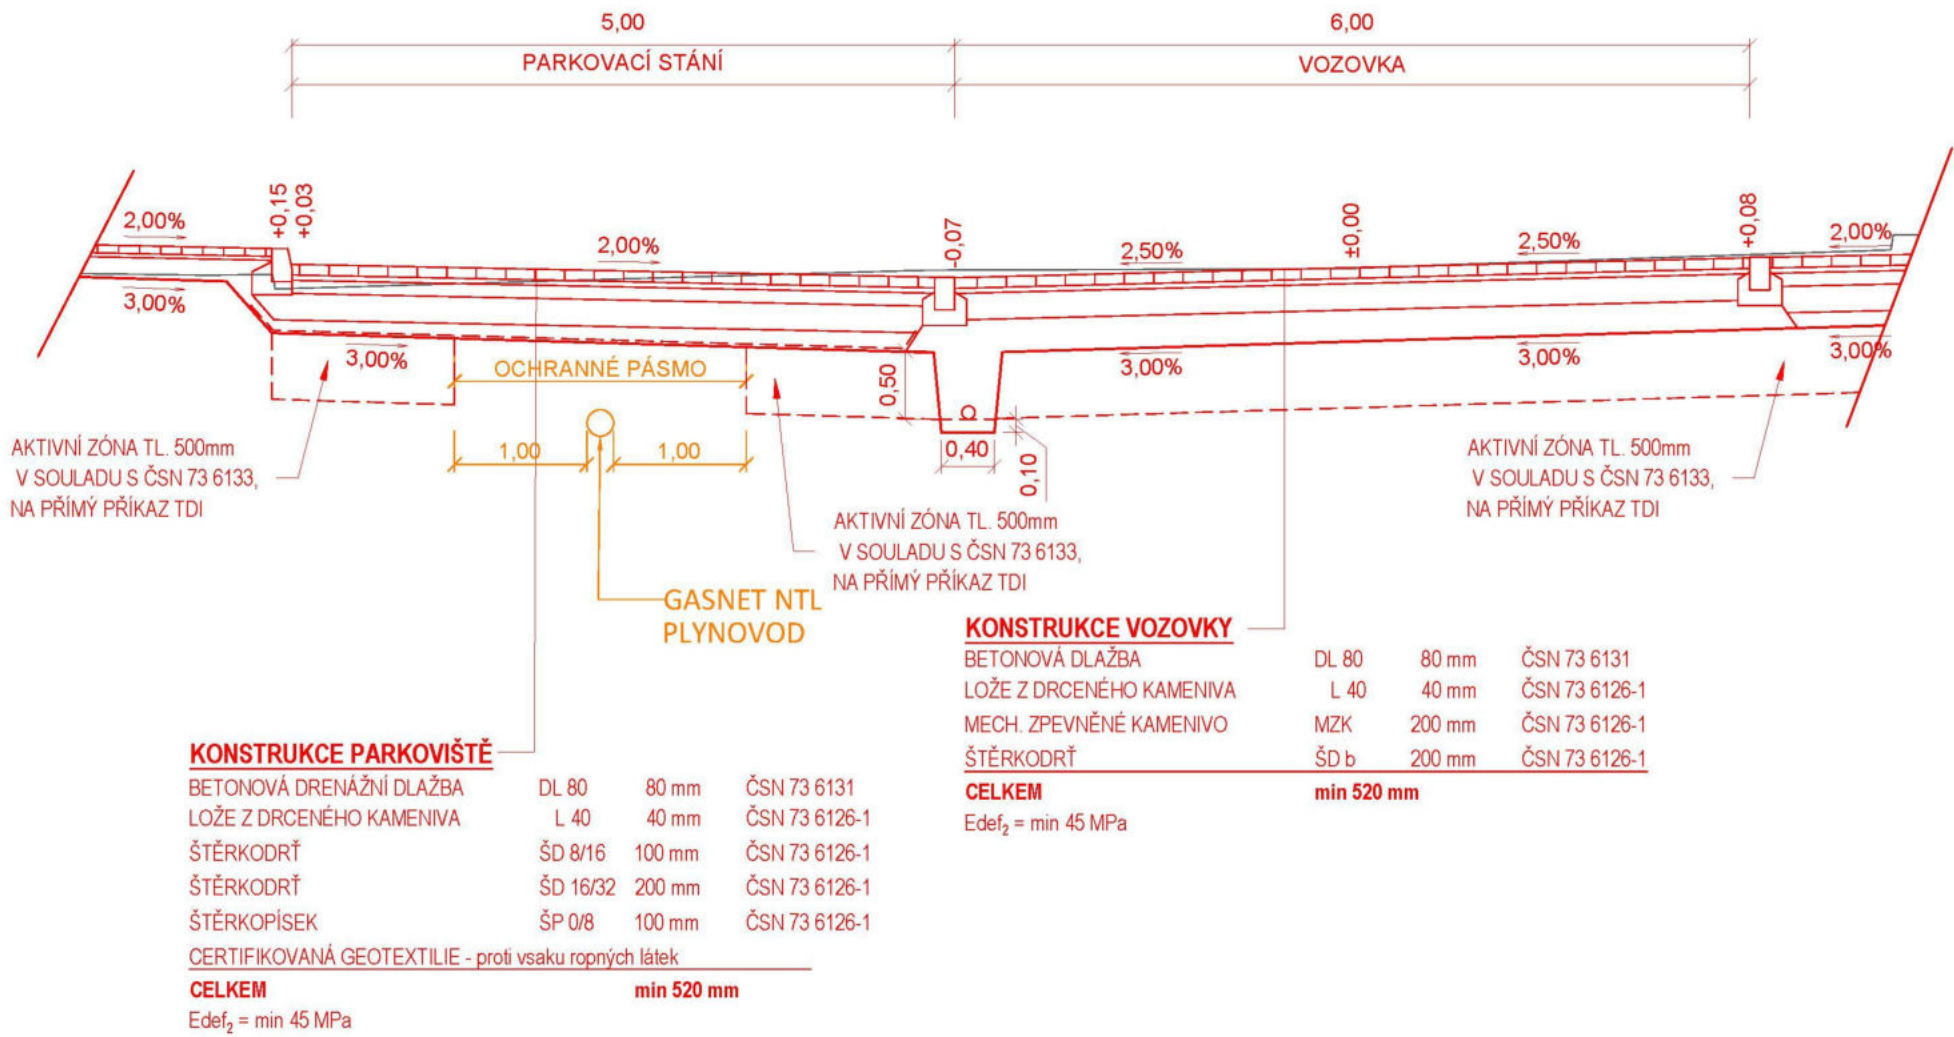 5,00
6,00
PARKOVACÍ STÁNÍ
VOZOVKA
+0,15
+0,03
-0,07
±0,00
+0,08
2,00%
2,00%
2,50%
2,50%
2,00%
3,00%
3,00%
3,00%
3,00%
3,00%
OCHRANNÉ PÁSMO
0,50
1,00
1,00
0,40
0,10
AKTIVNÍ ZÓNA TL. 500mm
V SOULADU S ČSN 73 6133,
NA PŘÍMÝ PŘÍKAZ TDI
AKTIVNÍ ZÓNA TL. 500mm
V SOULADU S ČSN 73 6133,
NA PŘÍMÝ PŘÍKAZ TDI
AKTIVNÍ ZÓNA TL. 500mm
V SOULADU S ČSN 73 6133,
NA PŘÍMÝ PŘÍKAZ TDI
GASNET NTL
PLYNOVOD
KONSTRUKCE VOZOVKY
BETONOVÁ DLAŽBA DL 80 80 mm ČSN 73 6131
LOŽE Z DRCENÉHO KAMENIVA L 40 40 mm ČSN 73 6126-1
MECH. ZPEVNĚNÉ KAMENIVO MZK 200 mm ČSN 73 6126-1
ŠTĚRKODRŤ ŠD b 200 mm ČSN 73 6126-1
CELKEM min 520 mm
Edef₂ = min 45 MPa
KONSTRUKCE PARKOVIŠTĚ
BETONOVÁ DRENÁŽNÍ DLAŽBA DL 80 80 mm ČSN 73 6131
LOŽE Z DRCENÉHO KAMENIVA L 40 40 mm ČSN 73 6126-1
ŠTĚRKODRŤ ŠD 8/16 100 mm ČSN 73 6126-1
ŠTĚRKODRŤ ŠD 16/32 200 mm ČSN 73 6126-1
ŠTĚRKOPÍSEK ŠP 0/8 100 mm ČSN 73 6126-1
CERTIFIKOVANÁ GEOTEXTILIE - proti vsaku ropných látek
CELKEM min 520 mm
Edef₂ = min 45 MPa